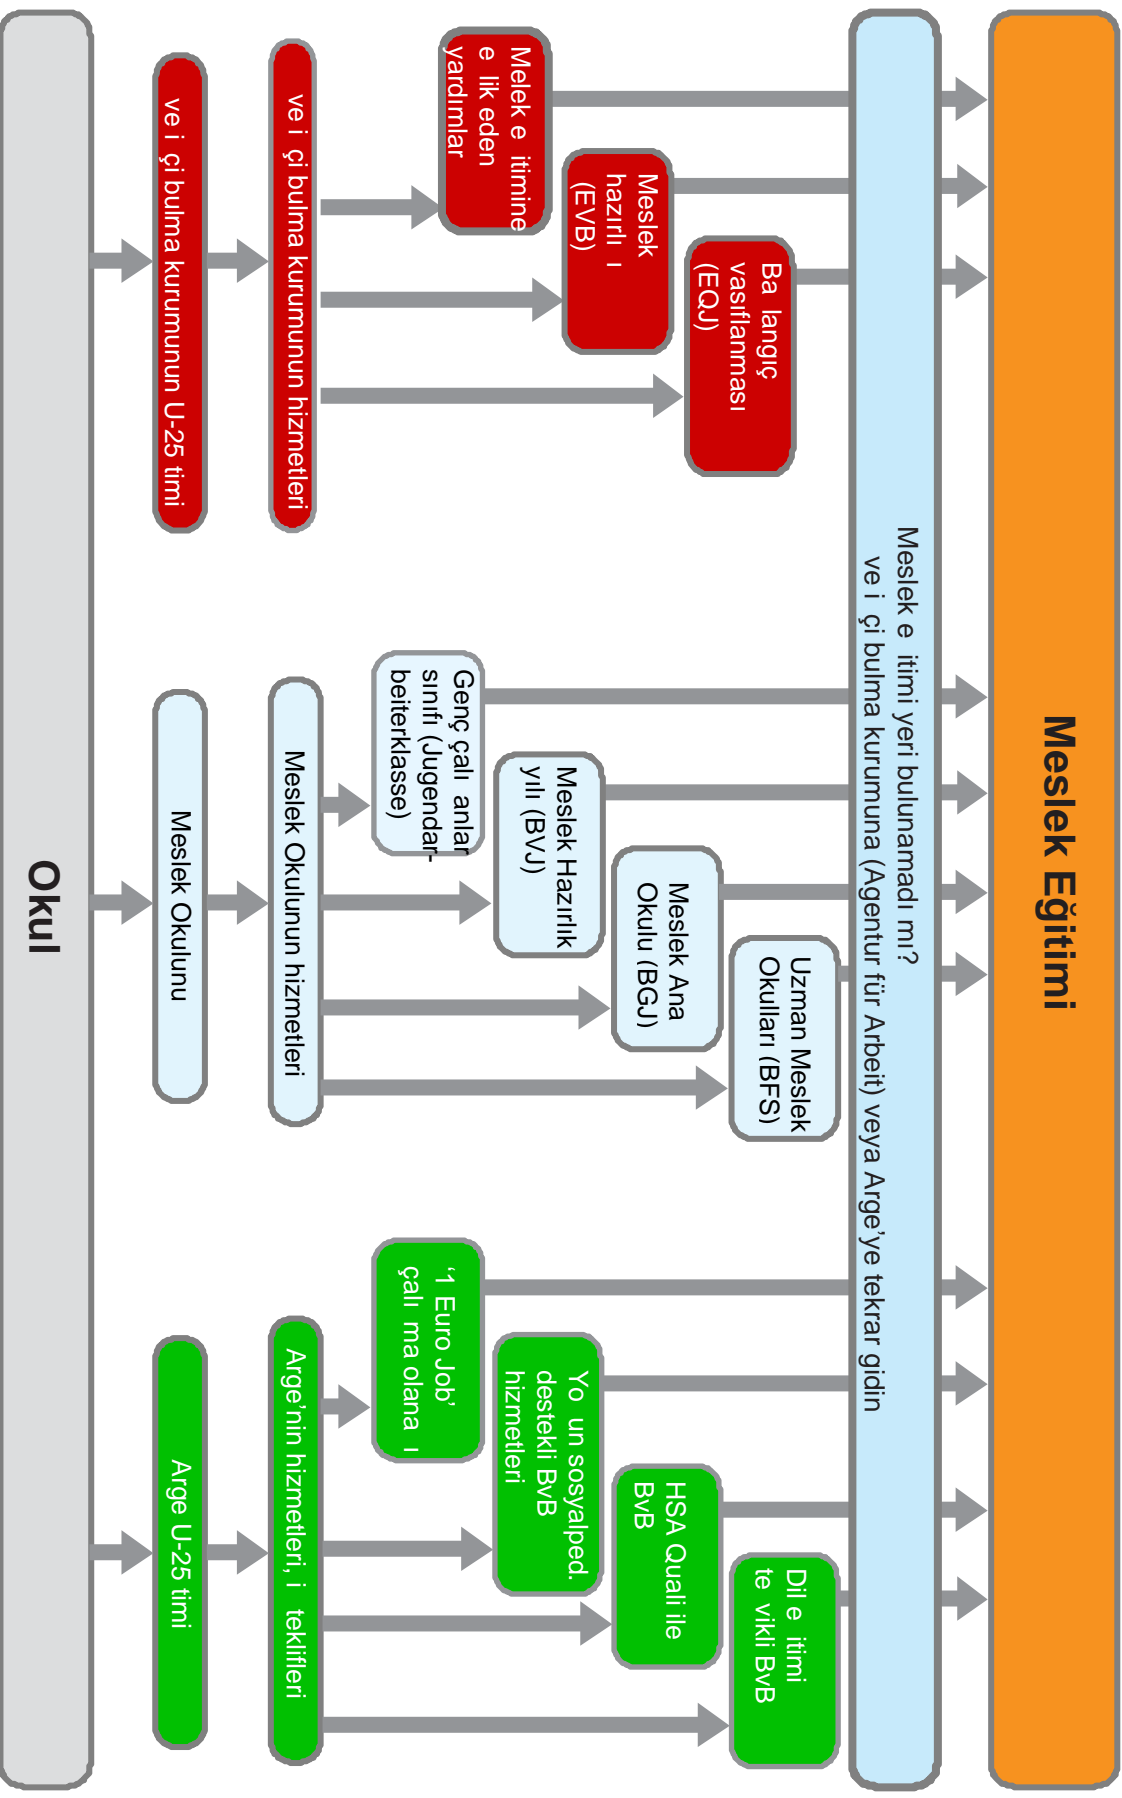 Meslek Eğitimi
Meslek e itimi yeri bulunamadı mı?
ve i çi bulma kurumuna (Agentur für Arbeit) veya Arge'ye tekrar gidin
Ba langıç
vasıflanması
(EQJ)
Meslek
hazırlı ı
(EVB)
Melek e itimine
e lik eden
yardımlar
ve i çi bulma kurumunun hizmetleri
ve i çi bulma kurumunun U-25 timi
Uzman Meslek
Okulları (BFS)
Meslek Ana
Okulu (BGJ)
Meslek Hazırlık
yılı (BVJ)
Genç çalı anlar
sınıfı (Jugendar-
beiterklasse)
Meslek Okulunun hizmetleri
Meslek Okulunu
Dil e itimi
te vikli BvB
HSA Quali ile
BvB
Yo un sosyalped.
destekli BvB
hizmetleri
‘1 Euro Job’
çalı ma olana ı
Arge'nin hizmetleri, i teklifleri
Arge U-25 timi
Okul